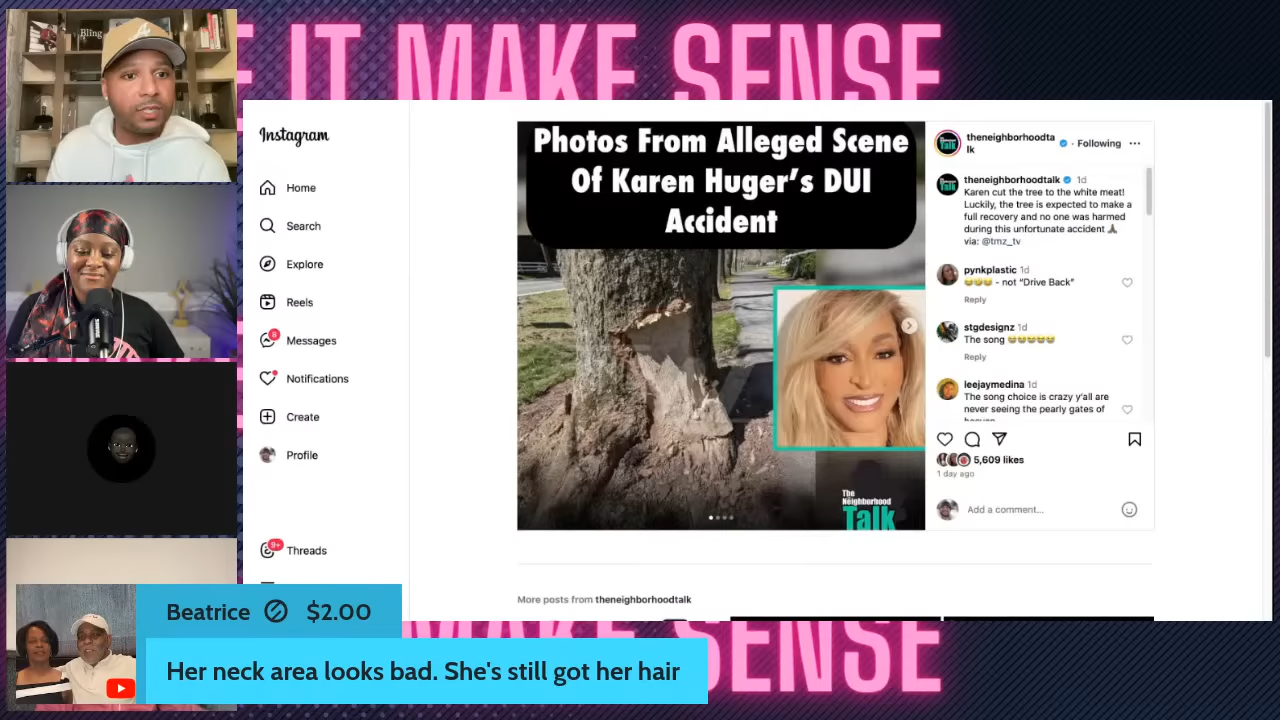 IT MAKE SENSE
Bling
Instagram
Home
Search
Explore
Reels
8
Messages
Notifications
Create
Profile
9+
Threads
Photos From Alleged Scene
Of Karen Huger's DUI
Accident
The
Neighborhood
Talk
theneighborhoodta
lk
· Following
theneighborhoodtalk 1d
Karen cut the tree to the white meat!
Luckily, the tree is expected to make a
full recovery and no one was harmed
during this unfortunate accident 🙏🏾
via: @tmz_tv
pynkplastic 1d
🤣🤣🤣 - not "Drive Back"
Reply
stgdesignz 1d
The song 😭😭😭😭😭
Reply
leejaymedina 1d
The song choice is crazy y'all are
never seeing the pearly gates of
heaven
5,609 likes
1 day ago
Add a comment...
More posts from theneighborhoodtalk
MAKE SENSE
Beatrice $2.00
Her neck area looks bad. She's still got her hair